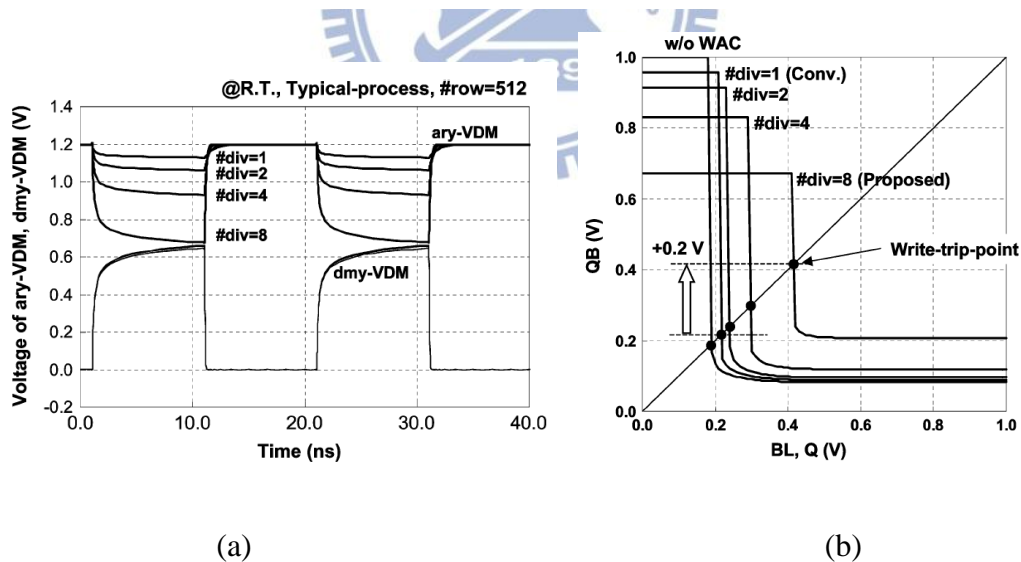 @R.T., Typical-process, #row=512
Voltage of ary-VDM, dmy-VDM (V)
1.4
1.2
1.0
0.8
0.6
0.4
0.2
0.0
-0.2
ary-VDM
#div=1
#div=2
#div=4
#div=8
dmy-VDM
0.0 10.0 20.0 30.0 40.0
Time (ns)
(a)
w/o WAC
QB (V)
1.0
0.8
0.6
0.4
0.2
0.0
#div=1 (Conv.)
#div=2
#div=4
#div=8 (Proposed)
+0.2 V
Write-trip-point
0.0 0.2 0.4 0.6 0.8 1.0
BL, Q (V)
(b)